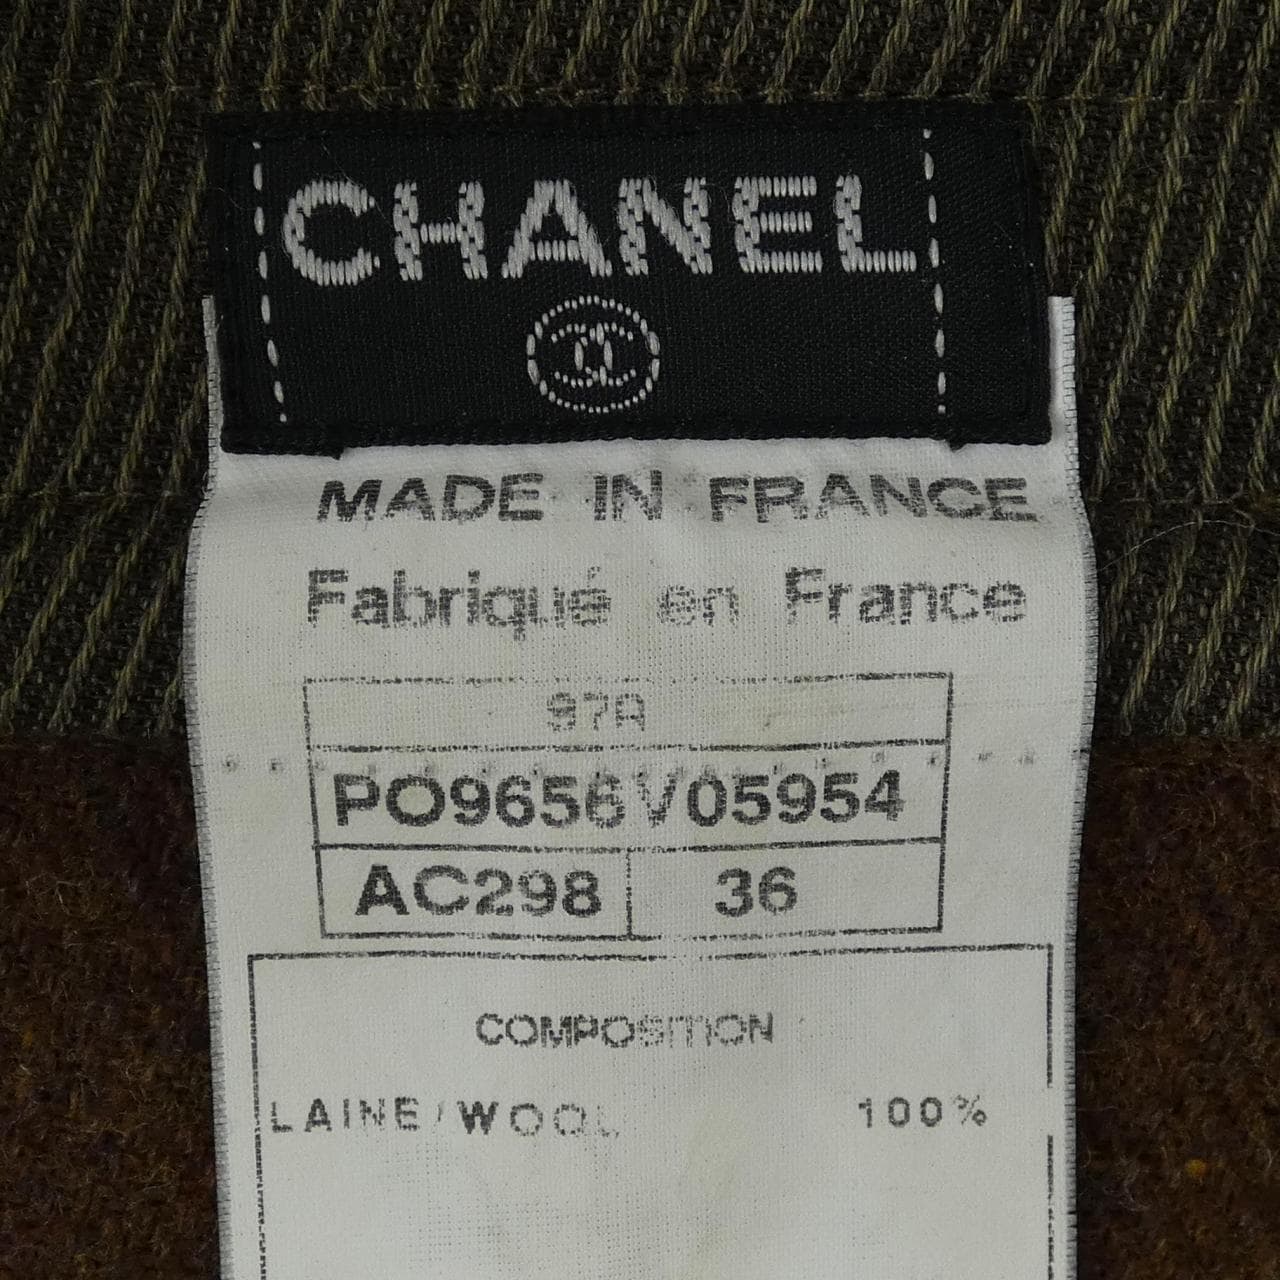 CHANEL
MADE IN FRANCE
Fabriqué en France
97A
PO9656V05954
AC298 36
COMPOSITION
LAINE/WOOL 100%